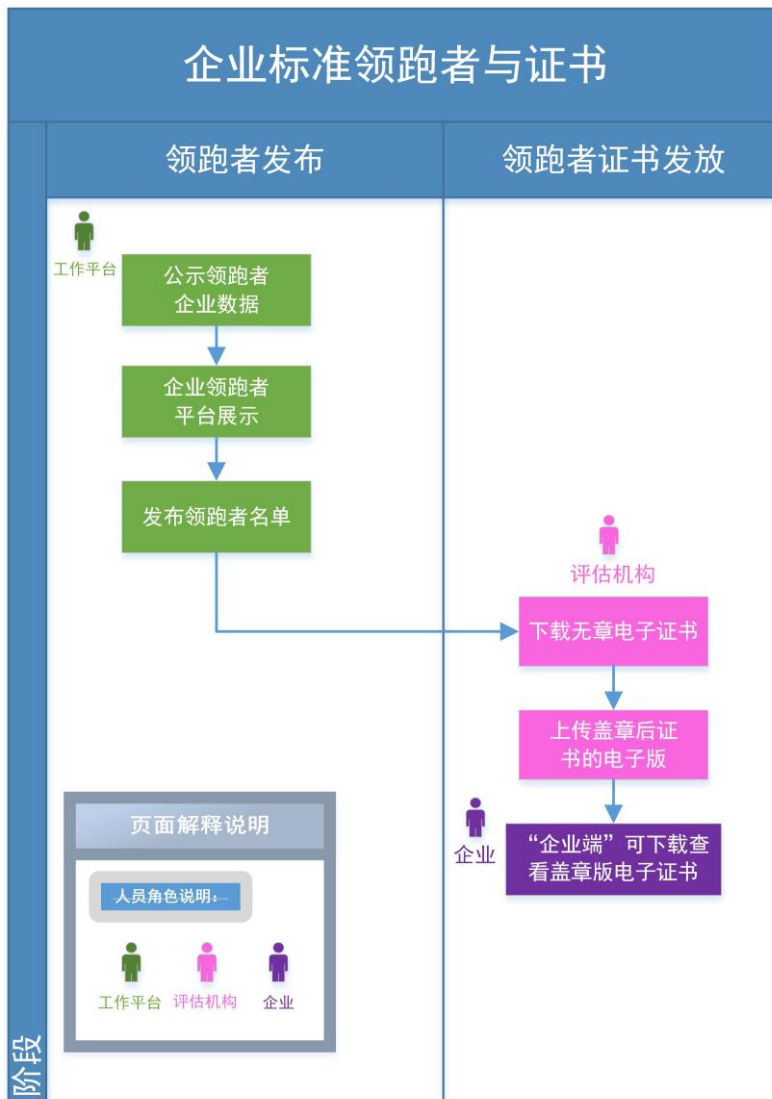 企业标准领跑者与证书
领跑者发布
领跑者证书发放
工作平台
公示领跑者
企业数据
企业领跑者
平台展示
发布领跑者名单
评估机构
下载无章电子证书
上传盖章后证
书的电子版
企业
“企业端”可下载查
看盖章版电子证书
页面解释说明
人员角色说明:
工作平台
评估机构
企业
阶段